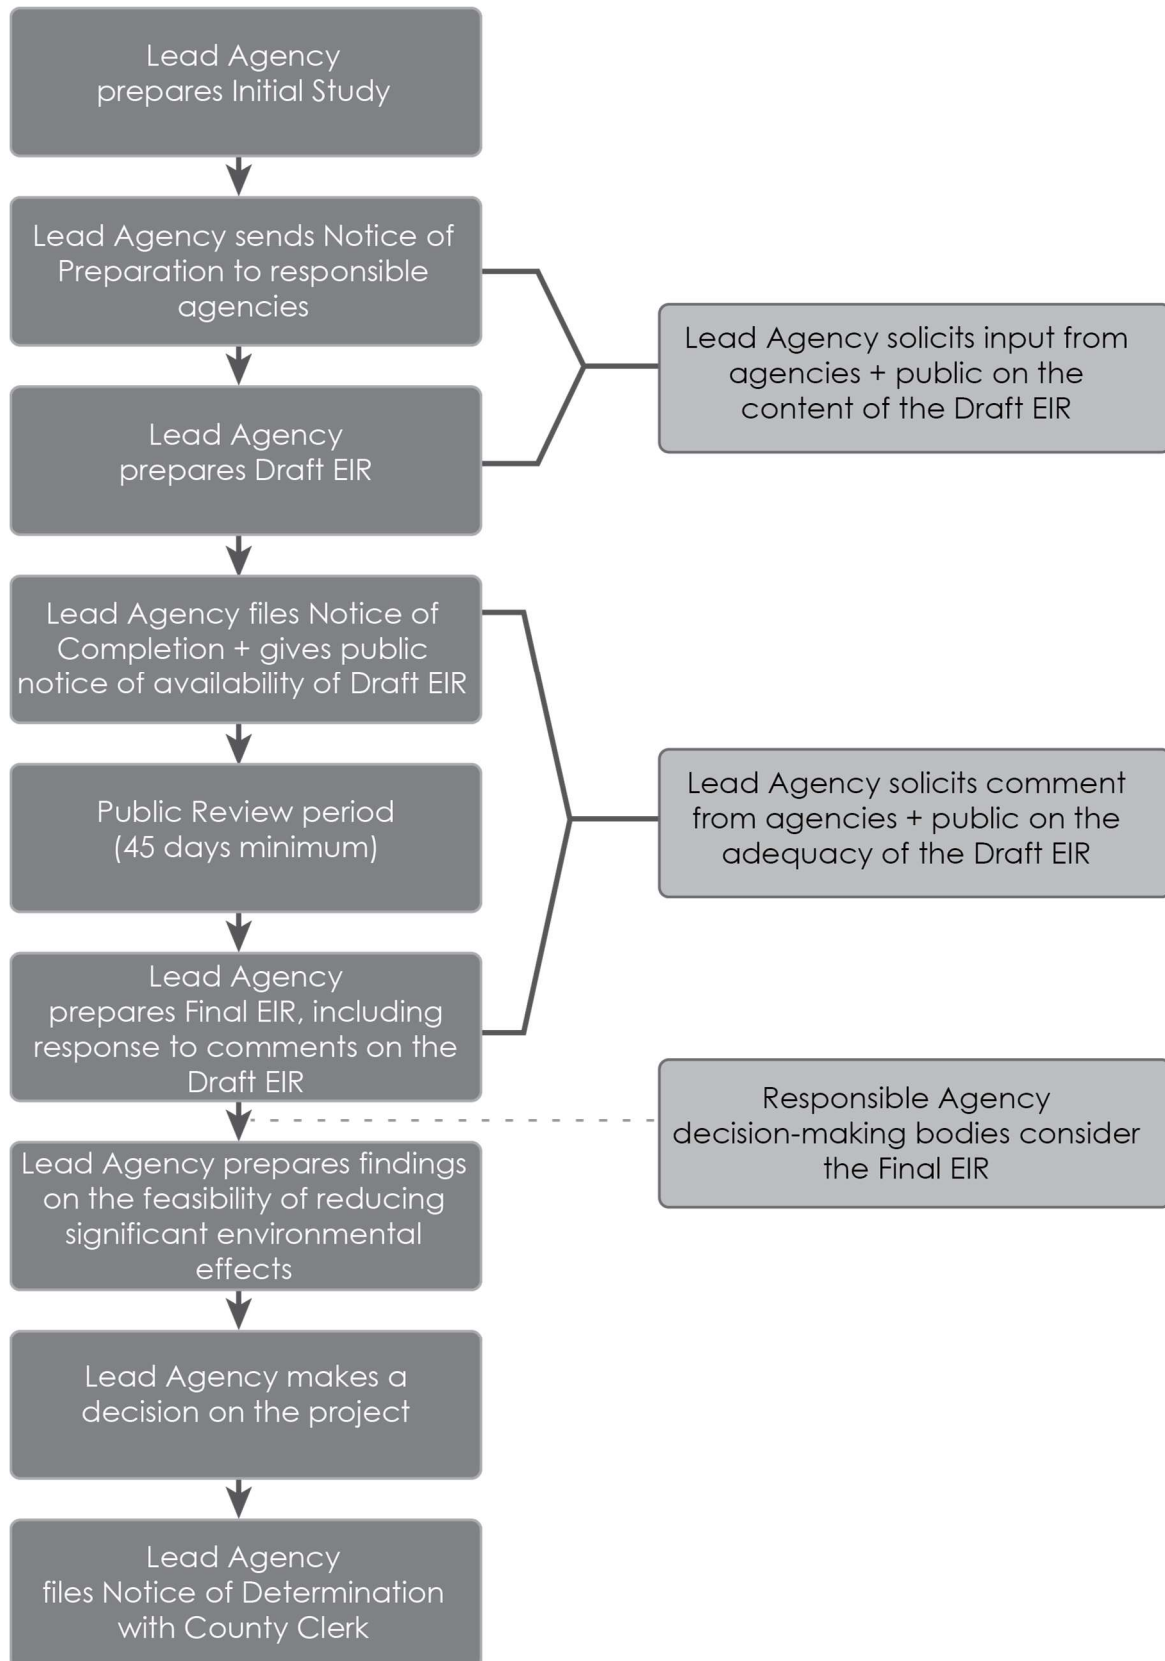 Lead Agency
prepares Initial Study
Lead Agency sends Notice of
Preparation to responsible
agencies
Lead Agency solicits input from
agencies + public on the
content of the Draft EIR
Lead Agency
prepares Draft EIR
Lead Agency files Notice of
Completion + gives public
notice of availability of Draft EIR
Public Review period
(45 days minimum)
Lead Agency solicits comment
from agencies + public on the
adequacy of the Draft EIR
Lead Agency
prepares Final EIR, including
response to comments on the
Draft EIR
Responsible Agency
decision-making bodies consider
the Final EIR
Lead Agency prepares findings
on the feasibility of reducing
significant environmental
effects
Lead Agency makes a
decision on the project
Lead Agency
files Notice of Determination
with County Clerk